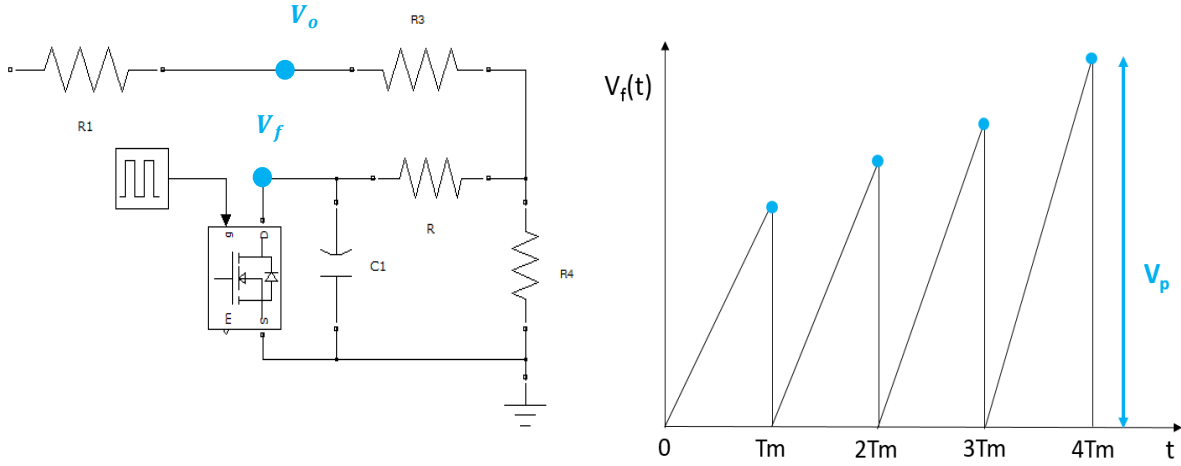 Vo
R3
R1
Vf
R
g
D
C1
R4
m
S
Vf(t)
Vp
0 Tm 2Tm 3Tm 4Tm t